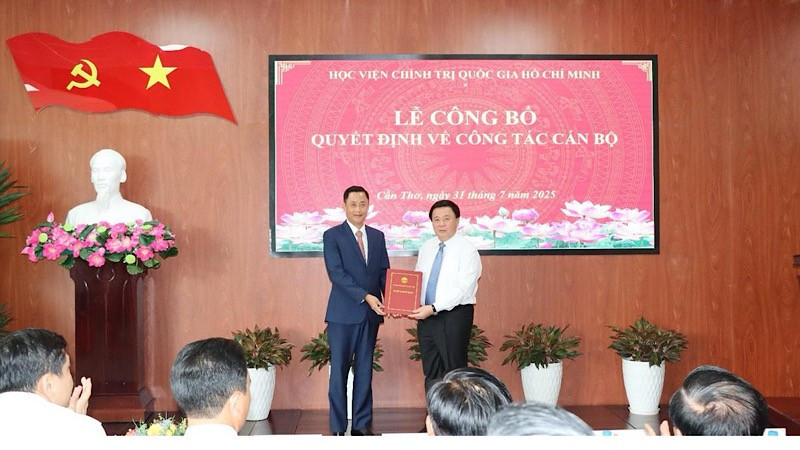 HỌC VIỆN CHÍNH TRỊ QUỐC GIA HỒ CHÍ MINH
LỄ CÔNG BỐ
QUYẾT ĐỊNH VỀ CÔNG TÁC CÁN BỘ
Cần Thơ, ngày 31 tháng 7 năm 2025